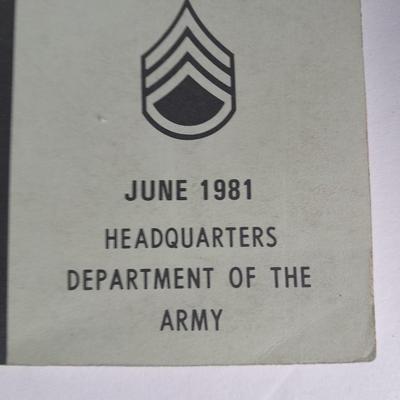 JUNE 1981
HEADQUARTERS
DEPARTMENT OF THE
ARMY